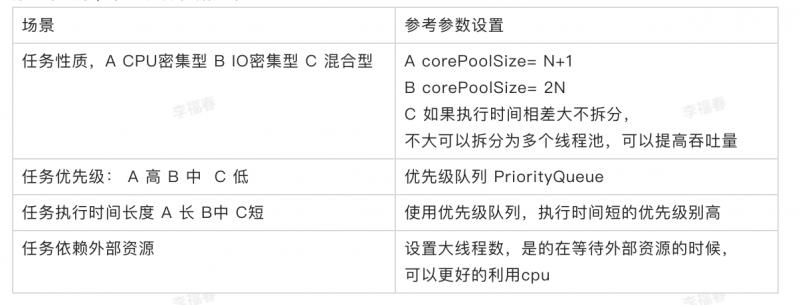 场景 参考参数设置
任务性质，A CPU密集型 B IO密集型 C 混合型 A corePoolSize= N+1
B corePoolSize= 2N
C 如果执行时间相差大不拆分，
不大可以拆分为多个线程池，可以提高吞吐量
任务优先级： A 高 B 中 C 低 优先级队列 PriorityQueue
任务执行时间长度 A 长 B中 C短 使用优先级队列，执行时间短的优先级别高
任务依赖外部资源 设置大线程数，是的在等待外部资源的时候，
可以更好的利用cpu
李福春
李福春
李福春
李福春